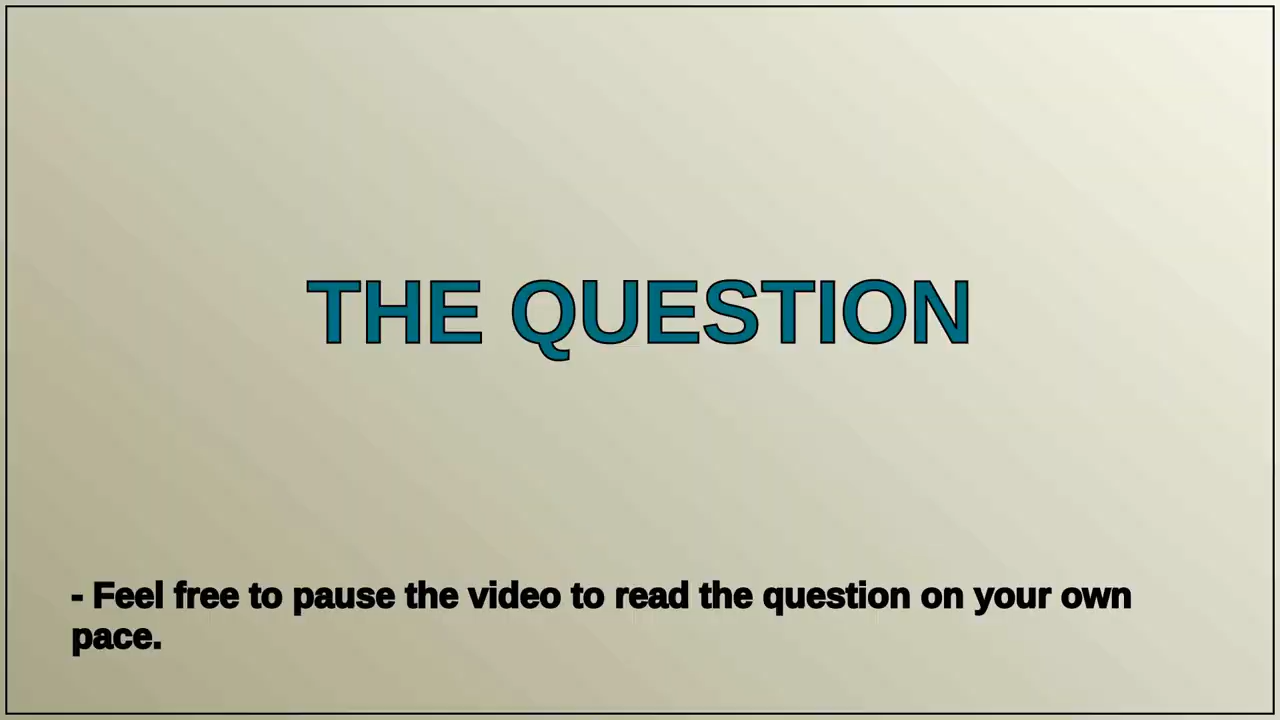 THE QUESTION
- Feel free to pause the video to read the question on your own
pace.